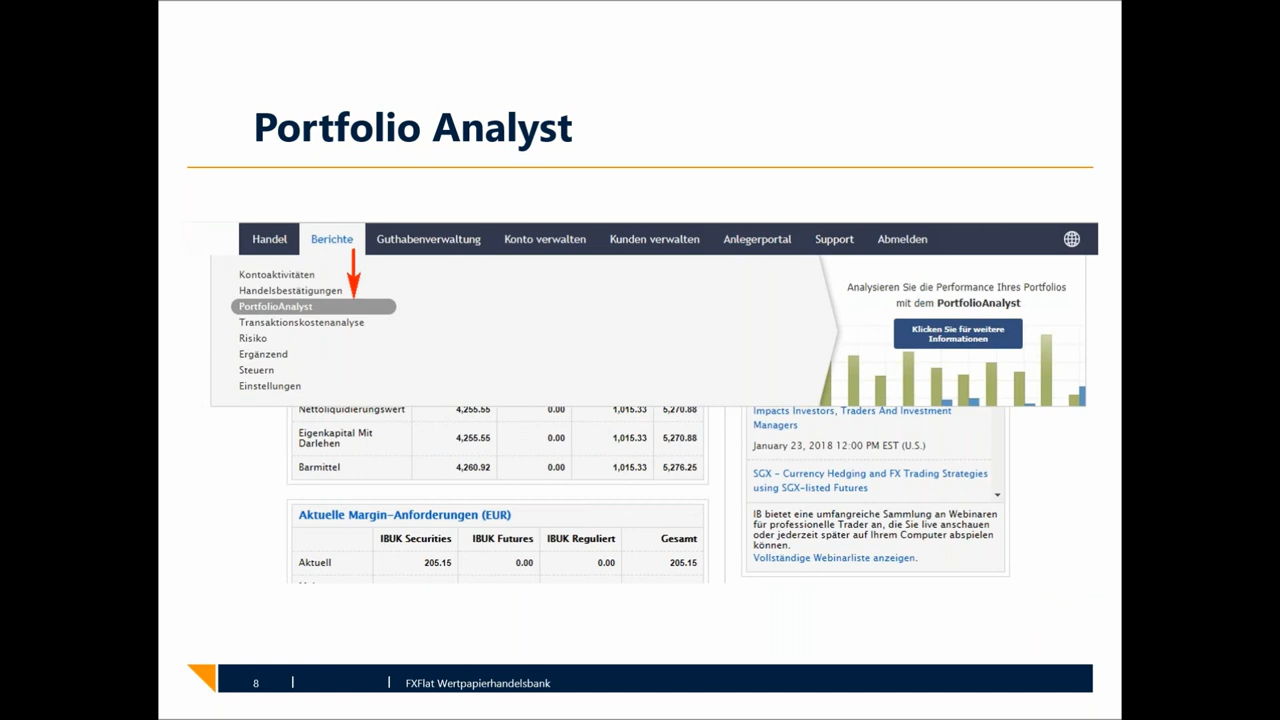 Portfolio Analyst
Handel Berichte Guthabenverwaltung Konto verwalten Kunden verwalten Anlegerportal Support Abmelden
Kontoaktivitäten
Handelsbestätigungen
PortfolioAnalyst
Transaktionskostenanalyse
Risiko
Ergänzend
Steuern
Einstellungen
Analysieren Sie die Performance Ihres Portfolios
mit dem PortfolioAnalyst
Klicken Sie für weitere
Informationen
Nettoliquidierungswert 4,255.55 0.00 1,015.33 5,270.88
Eigenkapital Mit
Darlehen 4,255.55 0.00 1,015.33 5,270.88
Barmittel 4,260.92 0.00 1,015.33 5,276.25
Aktuelle Margin-Anforderungen (EUR)
IBUK Securities IBUK Futures IBUK Reguliert Gesamt
Aktuell 205.15 0.00 0.00 205.15
Impacts Investors, Traders And Investment
Managers
January 23, 2018 12:00 PM EST (U.S.)
SGX - Currency Hedging and FX Trading Strategies
using SGX-listed Futures
IB bietet eine umfangreiche Sammlung an Webinaren
für professionelle Trader an, die Sie live anschauen
oder jederzeit später auf Ihrem Computer abspielen
können.
Vollständige Webinarliste anzeigen.
8 FXFlat Wertpapierhandelsbank